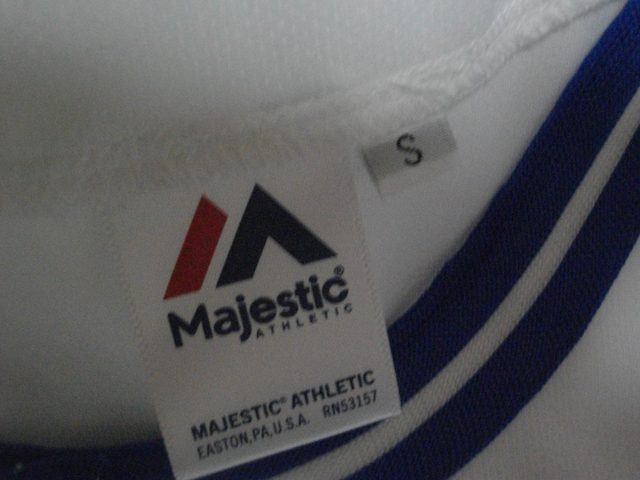 S
Majestic®
ATHLETIC
MAJESTIC® ATHLETIC
EASTON,PA,U.S.A. RN53157